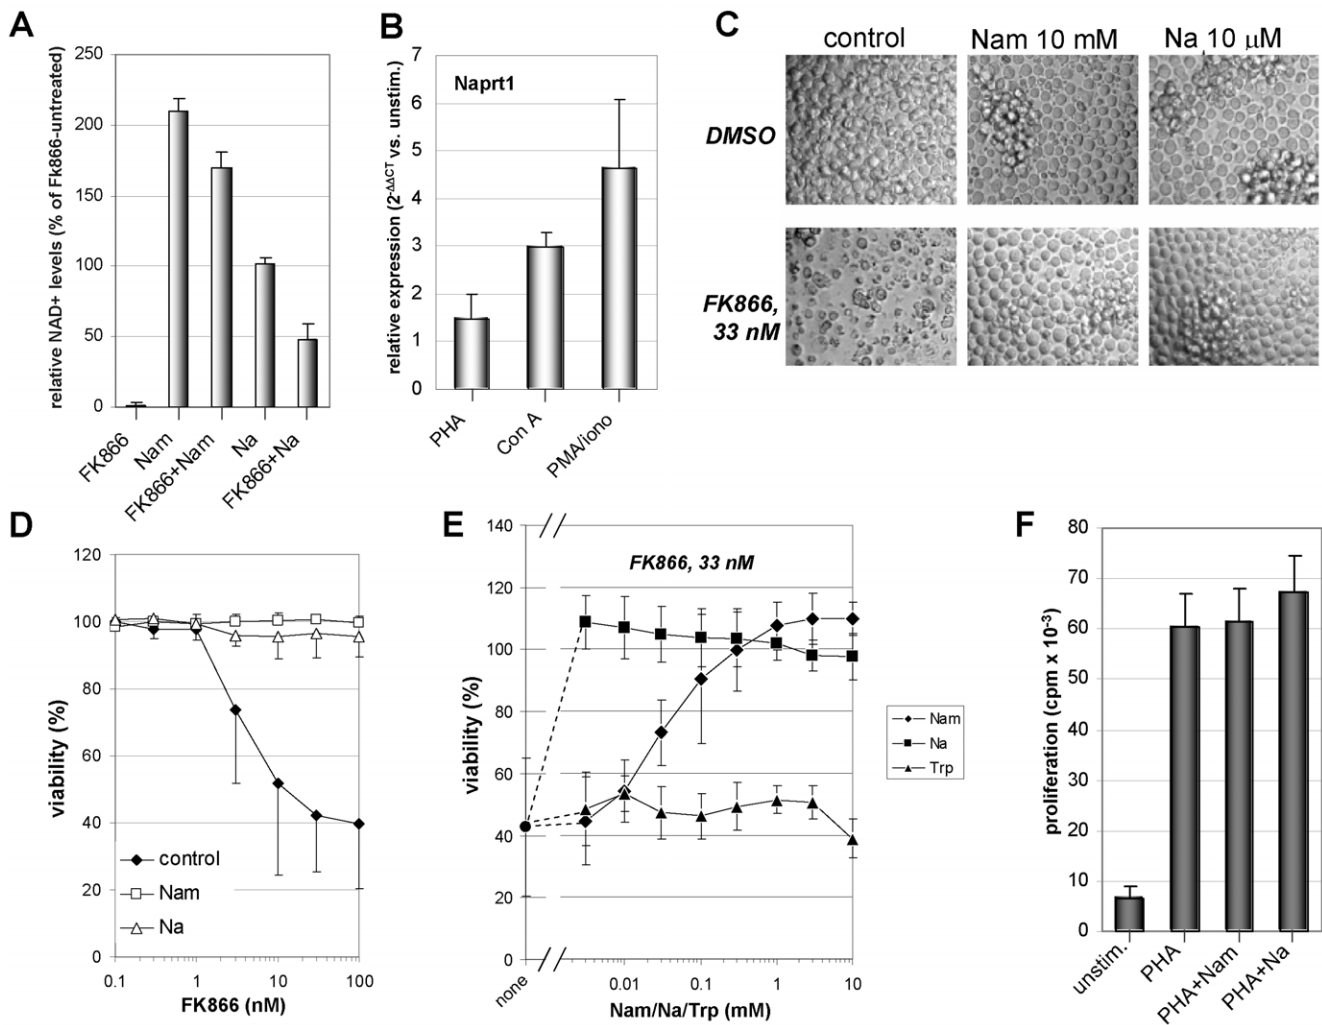 A
relative NAD+ levels (% of Fk866-untreated)
250
200
150
100
50
0
FK866
Nam
FK866+Nam
Na
FK866+Na
B
relative expression (2-ΔΔCT vs. unstim.)
7
6
5
4
3
2
1
0
Naprt1
PHA
Con A
PMA/iono
C
control
Nam 10 mM
Na 10 μM
DMSO
FK866,
33 nM
D
viability (%)
120
100
80
60
40
20
0
control
Nam
Na
0.1
1
10
100
FK866 (nM)
E
viability (%)
140
120
100
80
60
40
20
0
FK866, 33 nM
Nam
Na
Trp
none
0.01
0.1
1
10
Nam/Na/Trp (mM)
F
proliferation (cpm x 10-3)
80
70
60
50
40
30
20
10
0
unstim.
PHA
PHA+Nam
PHA+Na